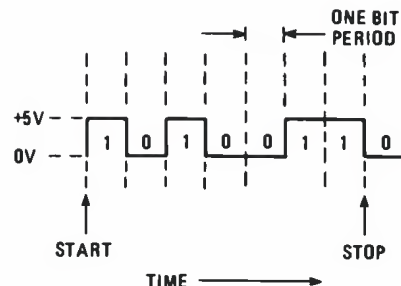 ONE BIT
PERIOD
+5V
0V
1 0 1 0 0 1 1 0
START
STOP
TIME